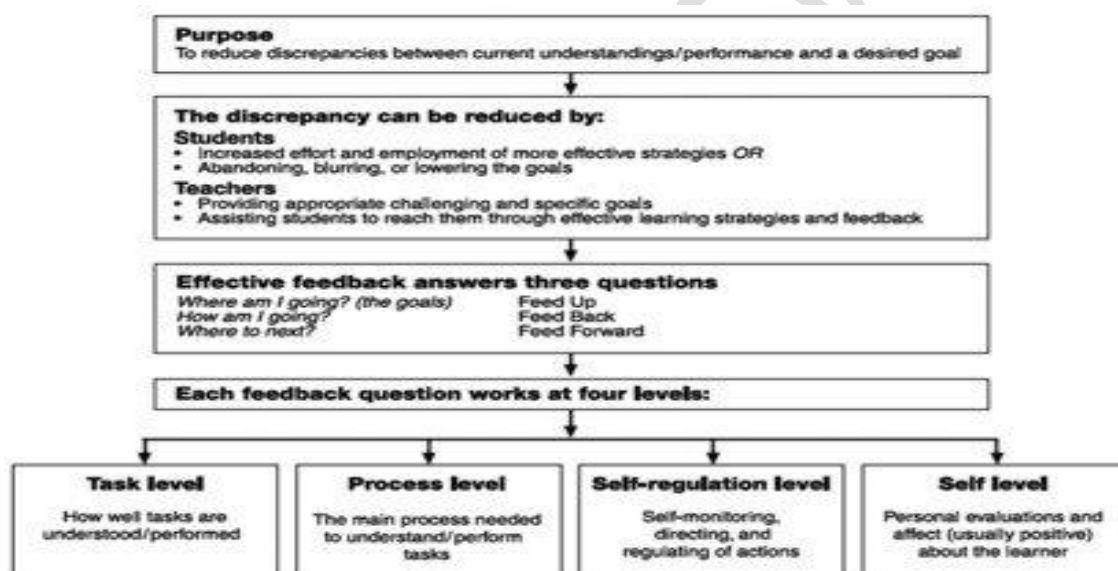 Purpose
To reduce discrepancies between current understandings/performance and a desired goal
The discrepancy can be reduced by:
Students
• Increased effort and employment of more effective strategies OR
• Abandoning, blurring, or lowering the goals
Teachers
• Providing appropriate challenging and specific goals
• Assisting students to reach them through effective learning strategies and feedback
Effective feedback answers three questions
Where am I going? (the goals) Feed Up
How am I going? Feed Back
Where to next? Feed Forward
Each feedback question works at four levels:
Task level
How well tasks are
understood/performed
Process level
The main process needed
to understand/perform
tasks
Self-regulation level
Self-monitoring,
directing, and
regulating of actions
Self level
Personal evaluations and
affect (usually positive)
about the learner